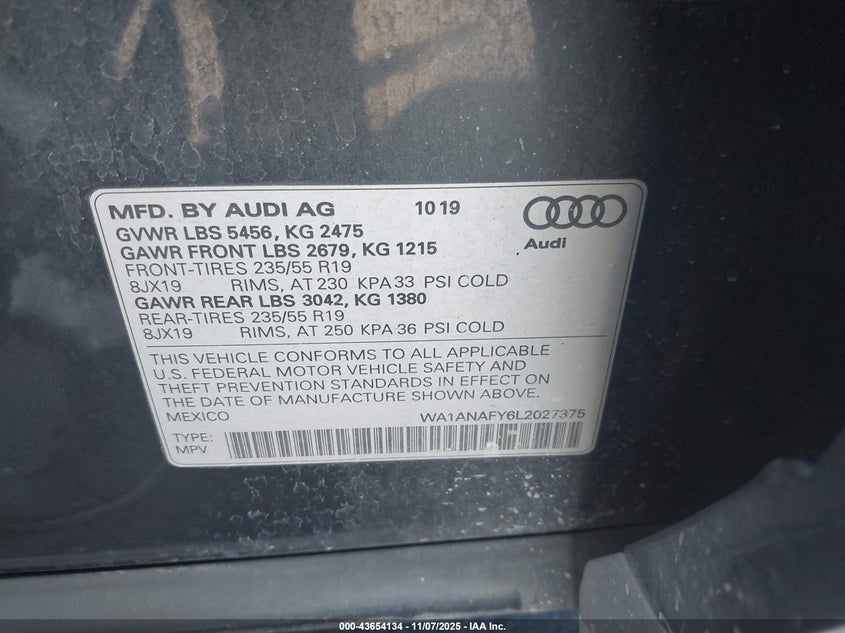 MFD. BY AUDI AG 10 19
GVWR LBS 5456, KG 2475
GAWR FRONT LBS 2679, KG 1215
FRONT-TIRES 235/55 R19
8JX19 RIMS, AT 230 KPA 33 PSI COLD
GAWR REAR LBS 3042, KG 1380
REAR-TIRES 235/55 R19
8JX19 RIMS, AT 250 KPA 36 PSI COLD
Audi
THIS VEHICLE CONFORMS TO ALL APPLICABLE
U.S. FEDERAL MOTOR VEHICLE SAFETY AND
THEFT PREVENTION STANDARDS IN EFFECT ON
THE DATE OF MANUFACTURE SHOWN ABOVE.
MEXICO WA1ANAFY6L2027375
TYPE:
MPV
000-43654134 - 11/07/2025 - IAA Inc.